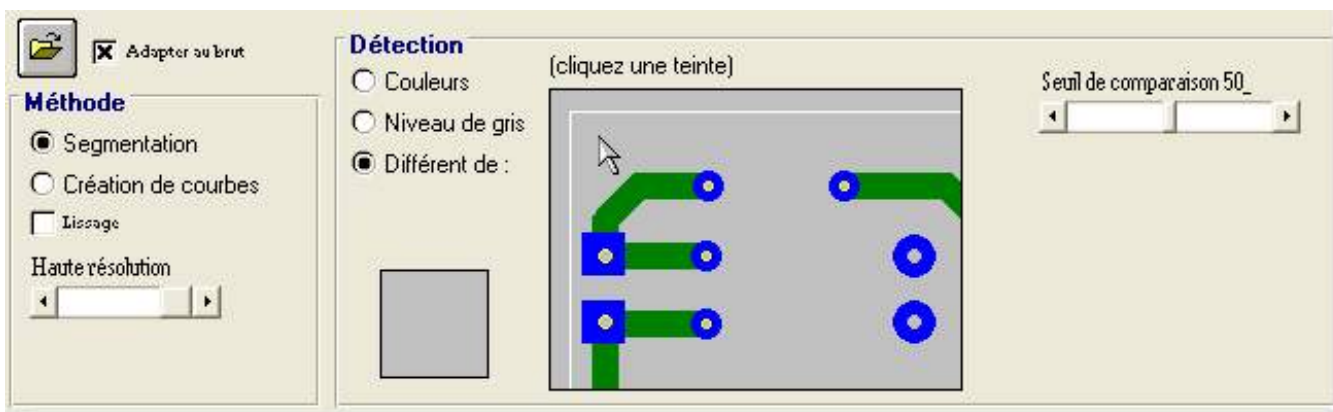 Adapter au brut
Méthode
Segmentation
Création de courbes
Lissage
Haute résolution
Détection
Couleurs
Niveau de gris
Différent de :
(cliquez une teinte)
Seuil de comparaison 50_